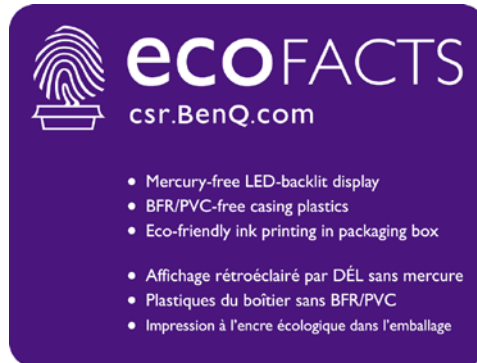 ecoFACTS
csr.BenQ.com
• Mercury-free LED-backlit display
• BFR/PVC-free casing plastics
• Eco-friendly ink printing in packaging box
• Affichage rétroéclairé par DÉL sans mercure
• Plastiques du boîtier sans BFR/PVC
• Impression à l'encre écologique dans l'emballage